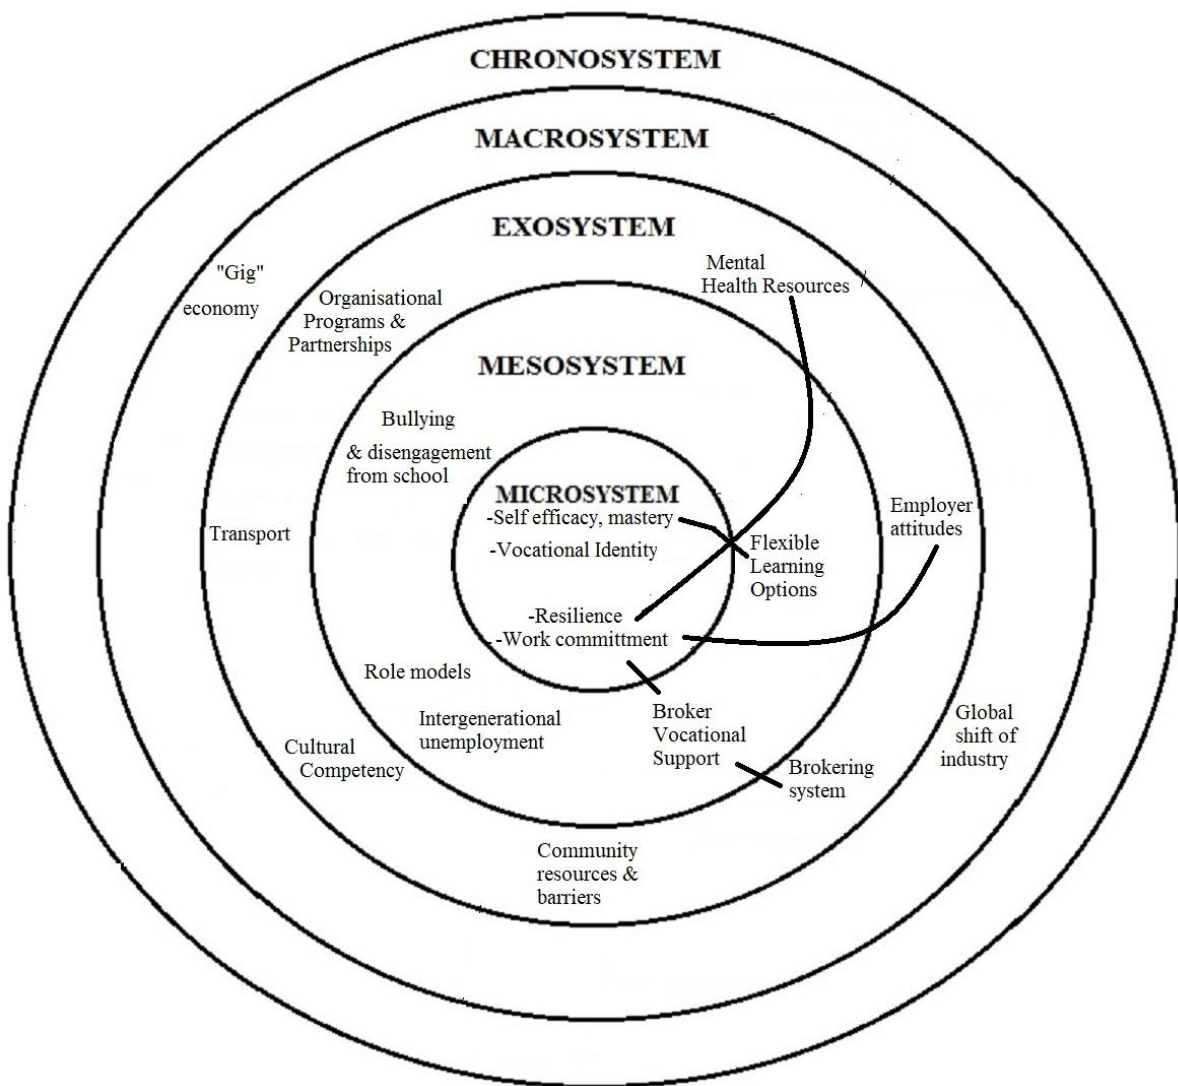 CHRONOSYSTEM
MACROSYSTEM
EXOSYSTEM
"Gig"
economy
Organisational
Programs &
Partnerships
Mental
Health Resources
MESOSYSTEM
Bullying
& disengagement
from school
MICROSYSTEM
-Self efficacy, mastery
-Vocational Identity
-Resilience
-Work committment
Flexible
Learning
Options
Employer
attitudes
Transport
Role models
Intergenerational
unemployment
Broker
Vocational
Support
Brokering
system
Global
shift of
industry
Cultural
Competency
Community
resources &
barriers